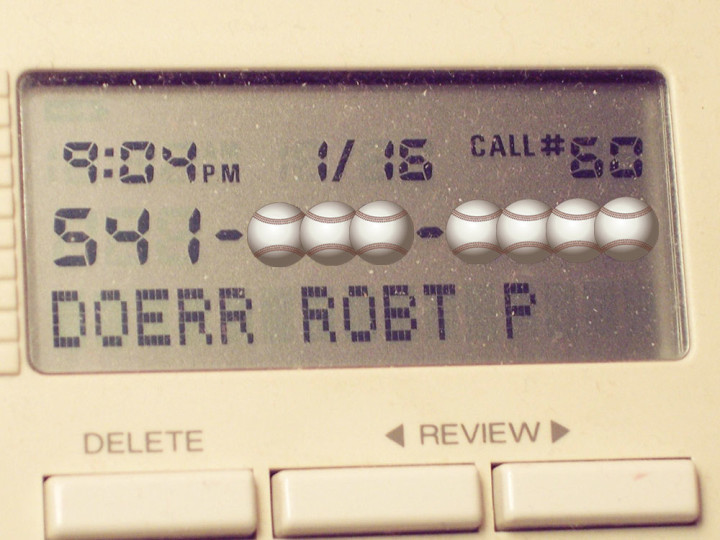 9:04PM 1/16 CALL#60
541- -
DOERR ROBT P
DELETE ◀ REVIEW ▶